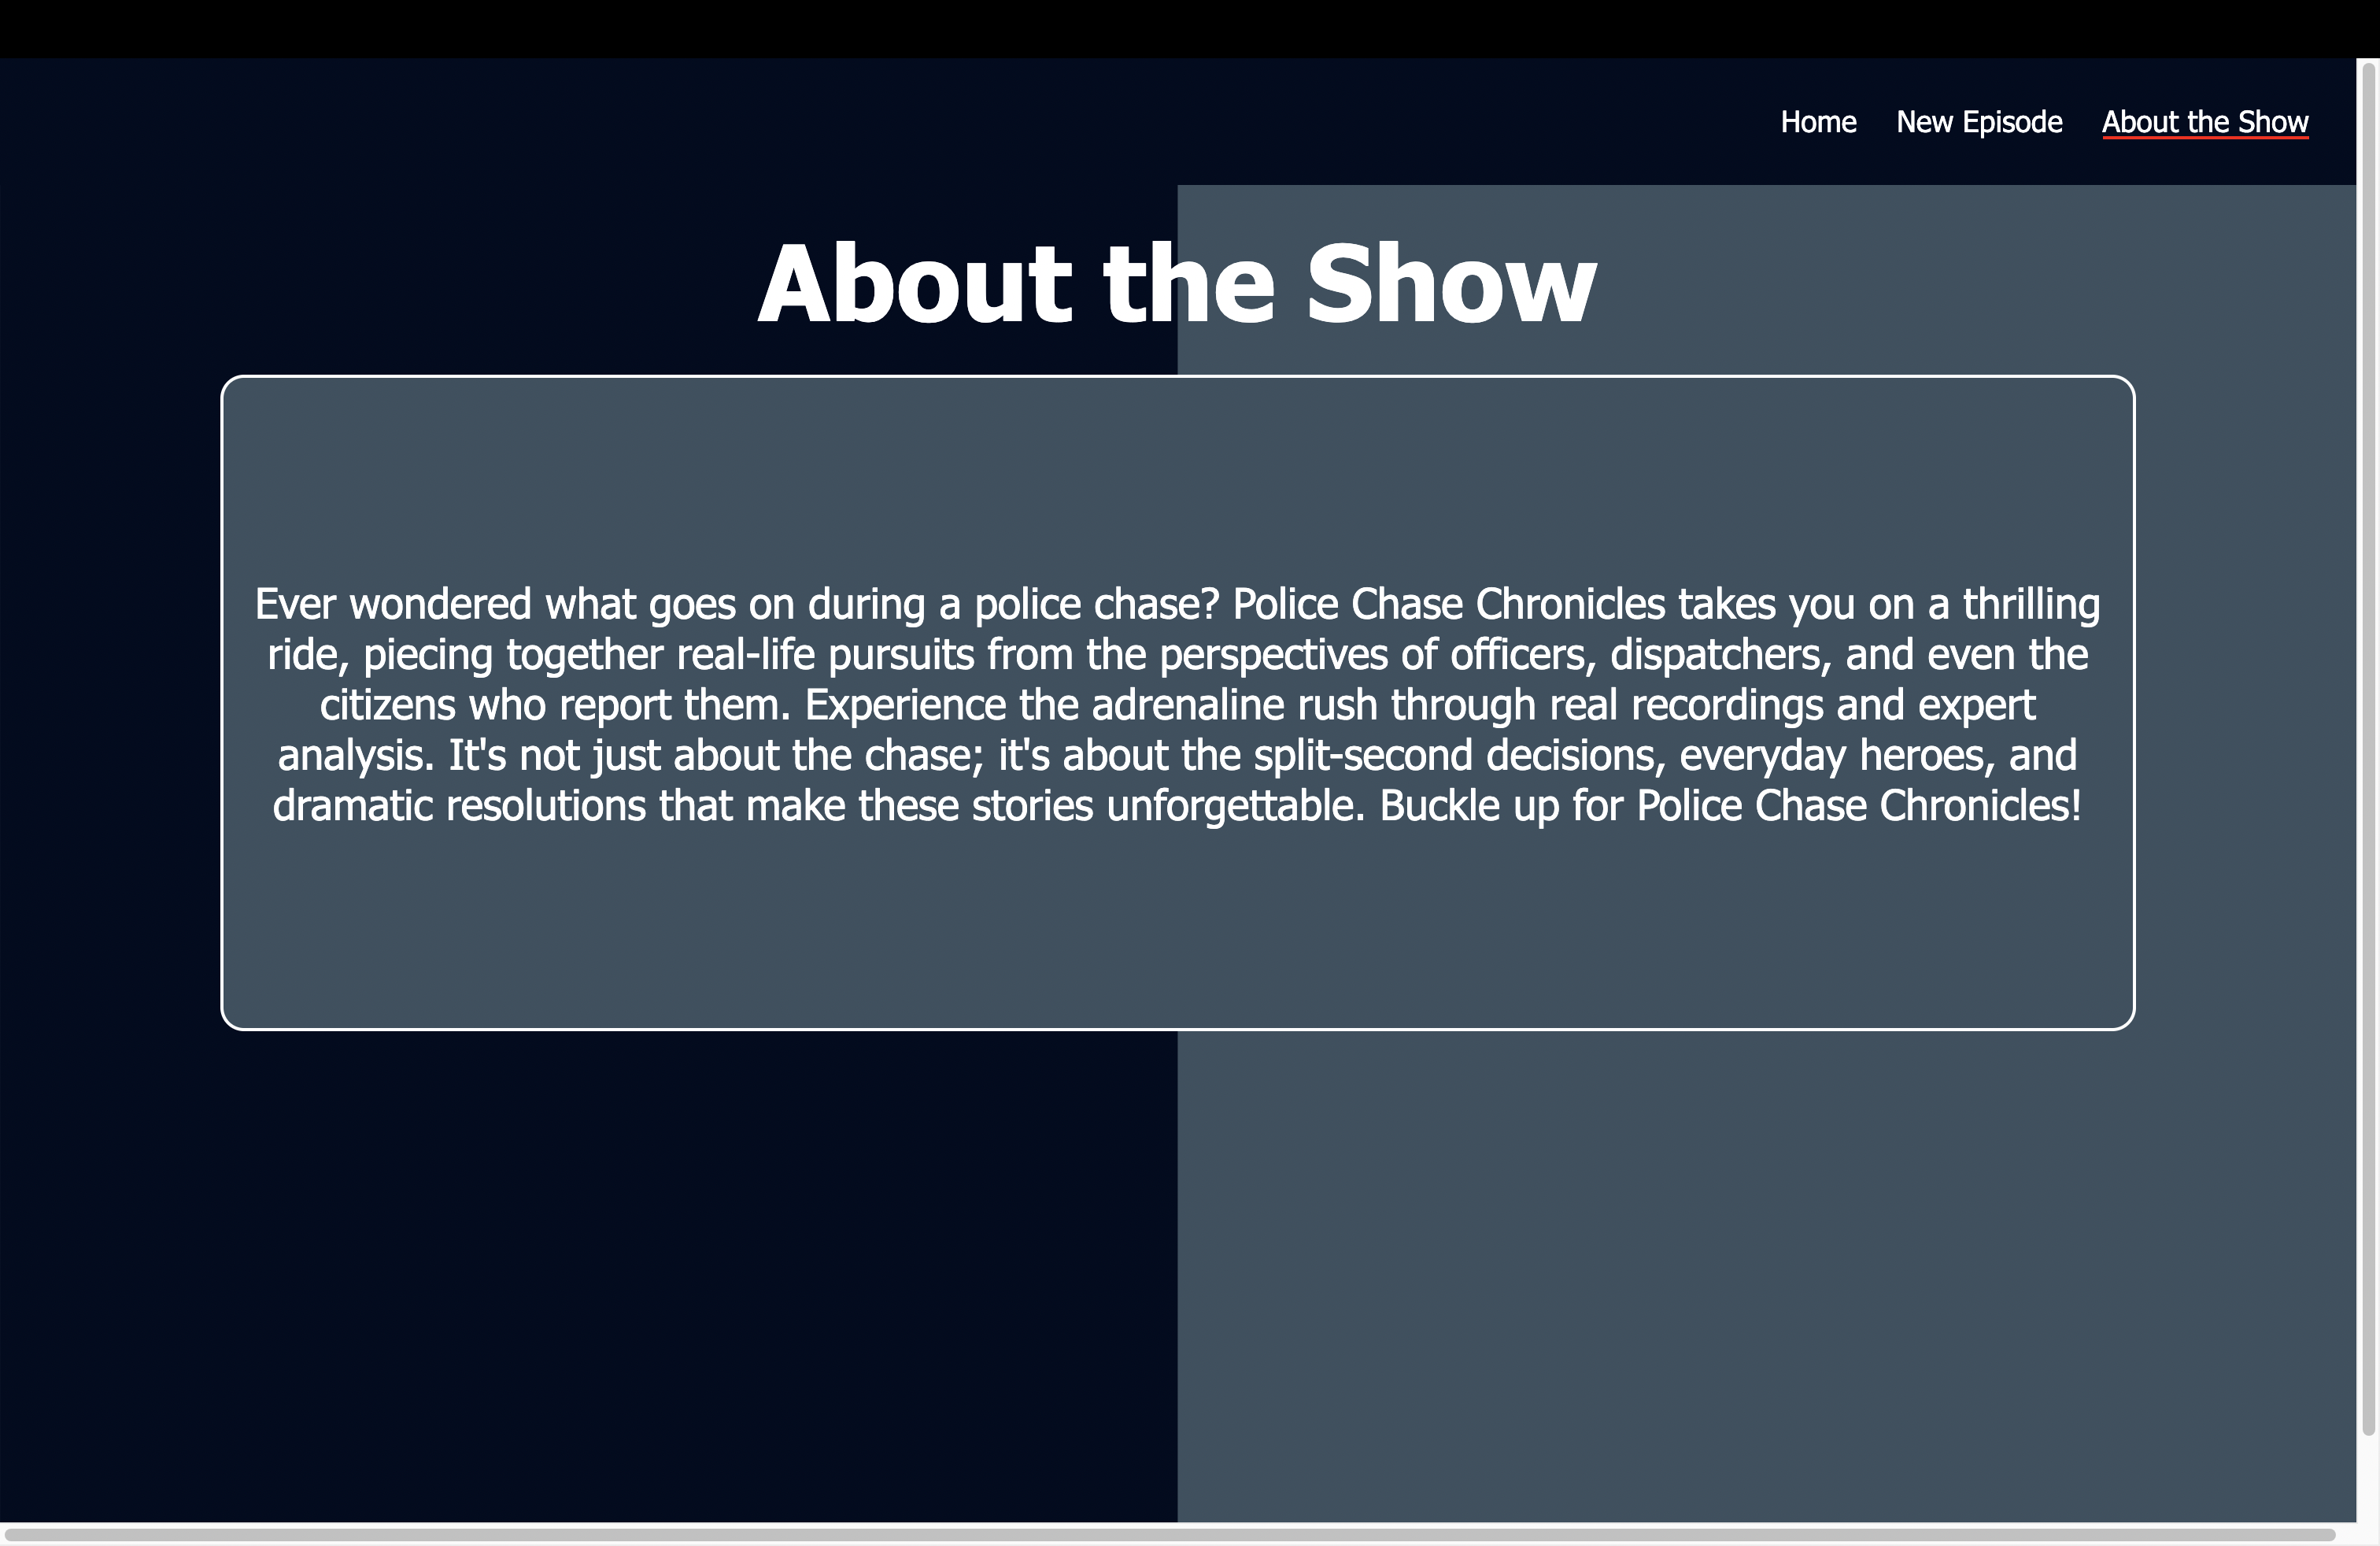 Home New Episode About the Show
About the Show
Ever wondered what goes on during a police chase? Police Chase Chronicles takes you on a thrilling
ride, piecing together real-life pursuits from the perspectives of officers, dispatchers, and even the
citizens who report them. Experience the adrenaline rush through real recordings and expert
analysis. It's not just about the chase; it's about the split-second decisions, everyday heroes, and
dramatic resolutions that make these stories unforgettable. Buckle up for Police Chase Chronicles!